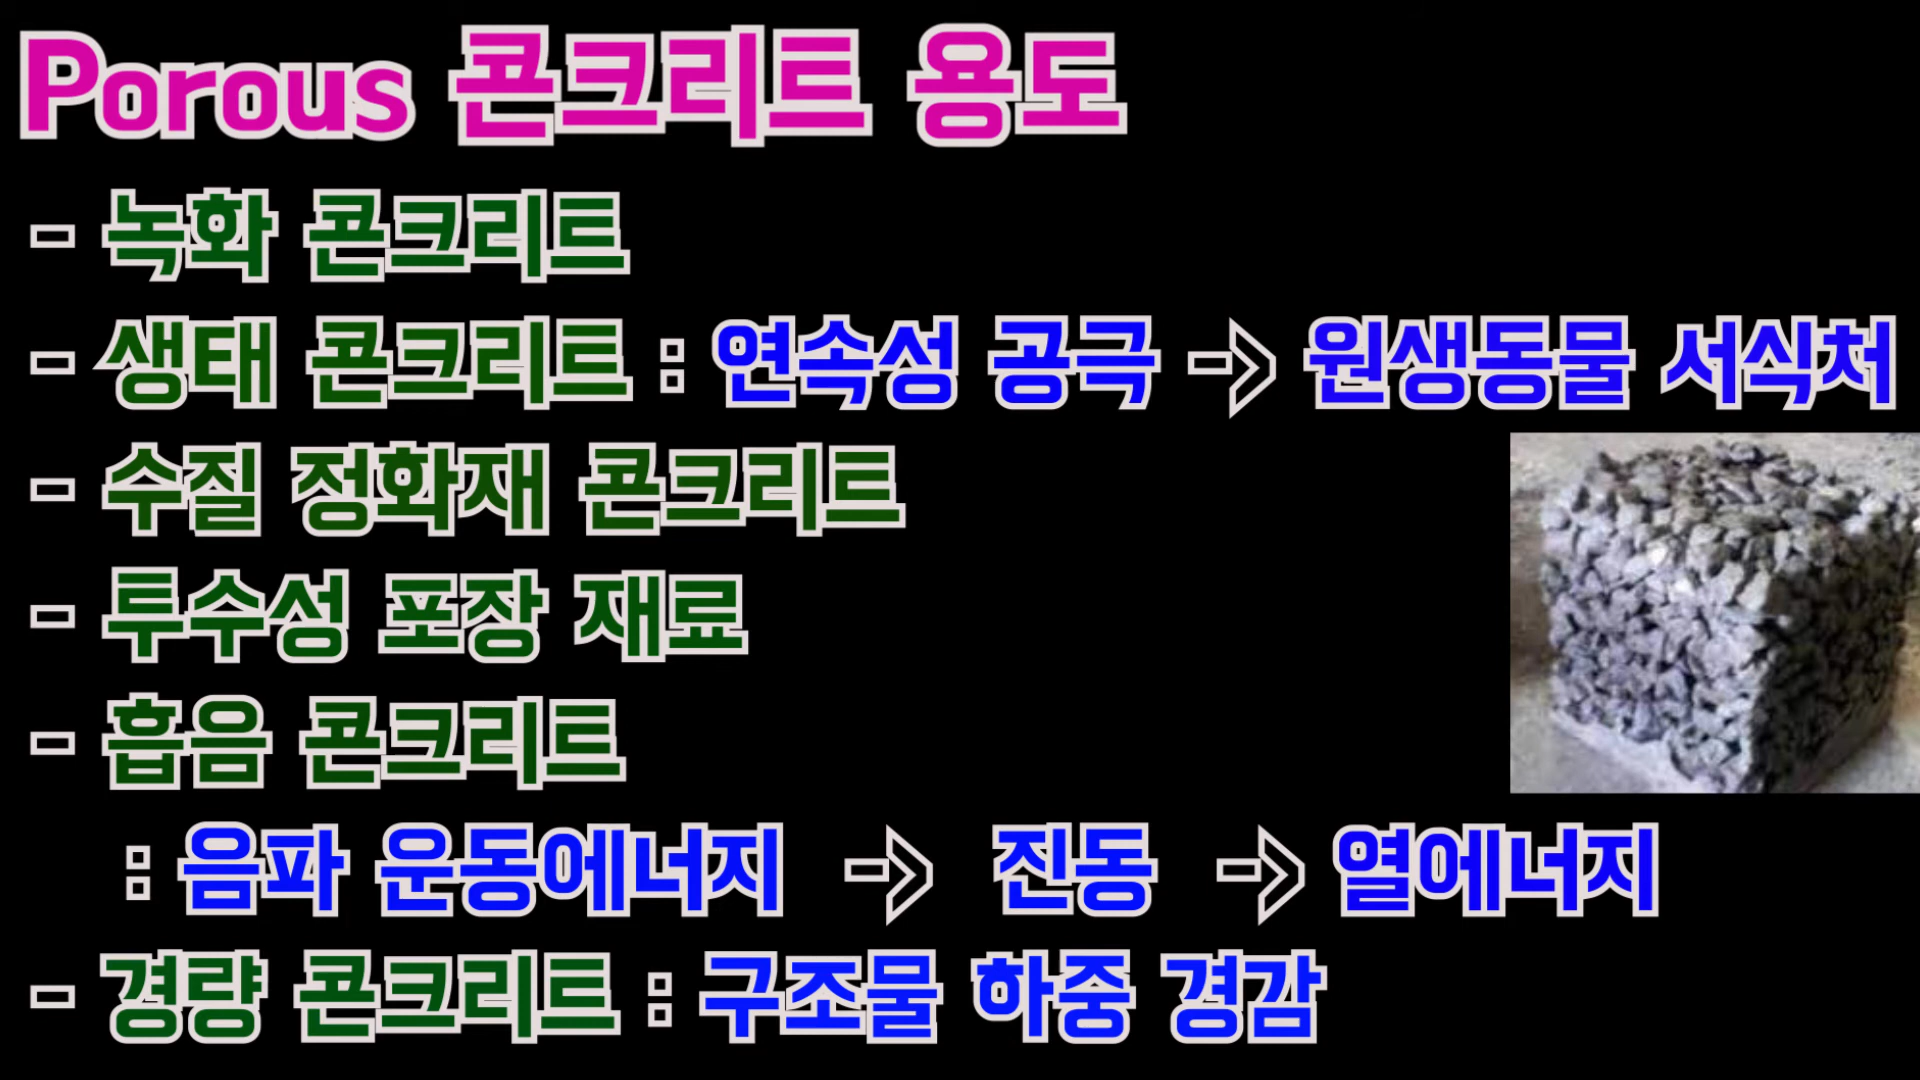 Porous 콘크리트 용도
- 녹화 콘크리트
- 생태 콘크리트 : 연속성 공극 -> 원생동물 서식처
- 수질 정화재 콘크리트
- 투수성 포장 재료
- 흡음 콘크리트
: 음파 운동에너지 -> 진동 -> 열에너지
- 경량 콘크리트 : 구조물 하중 경감